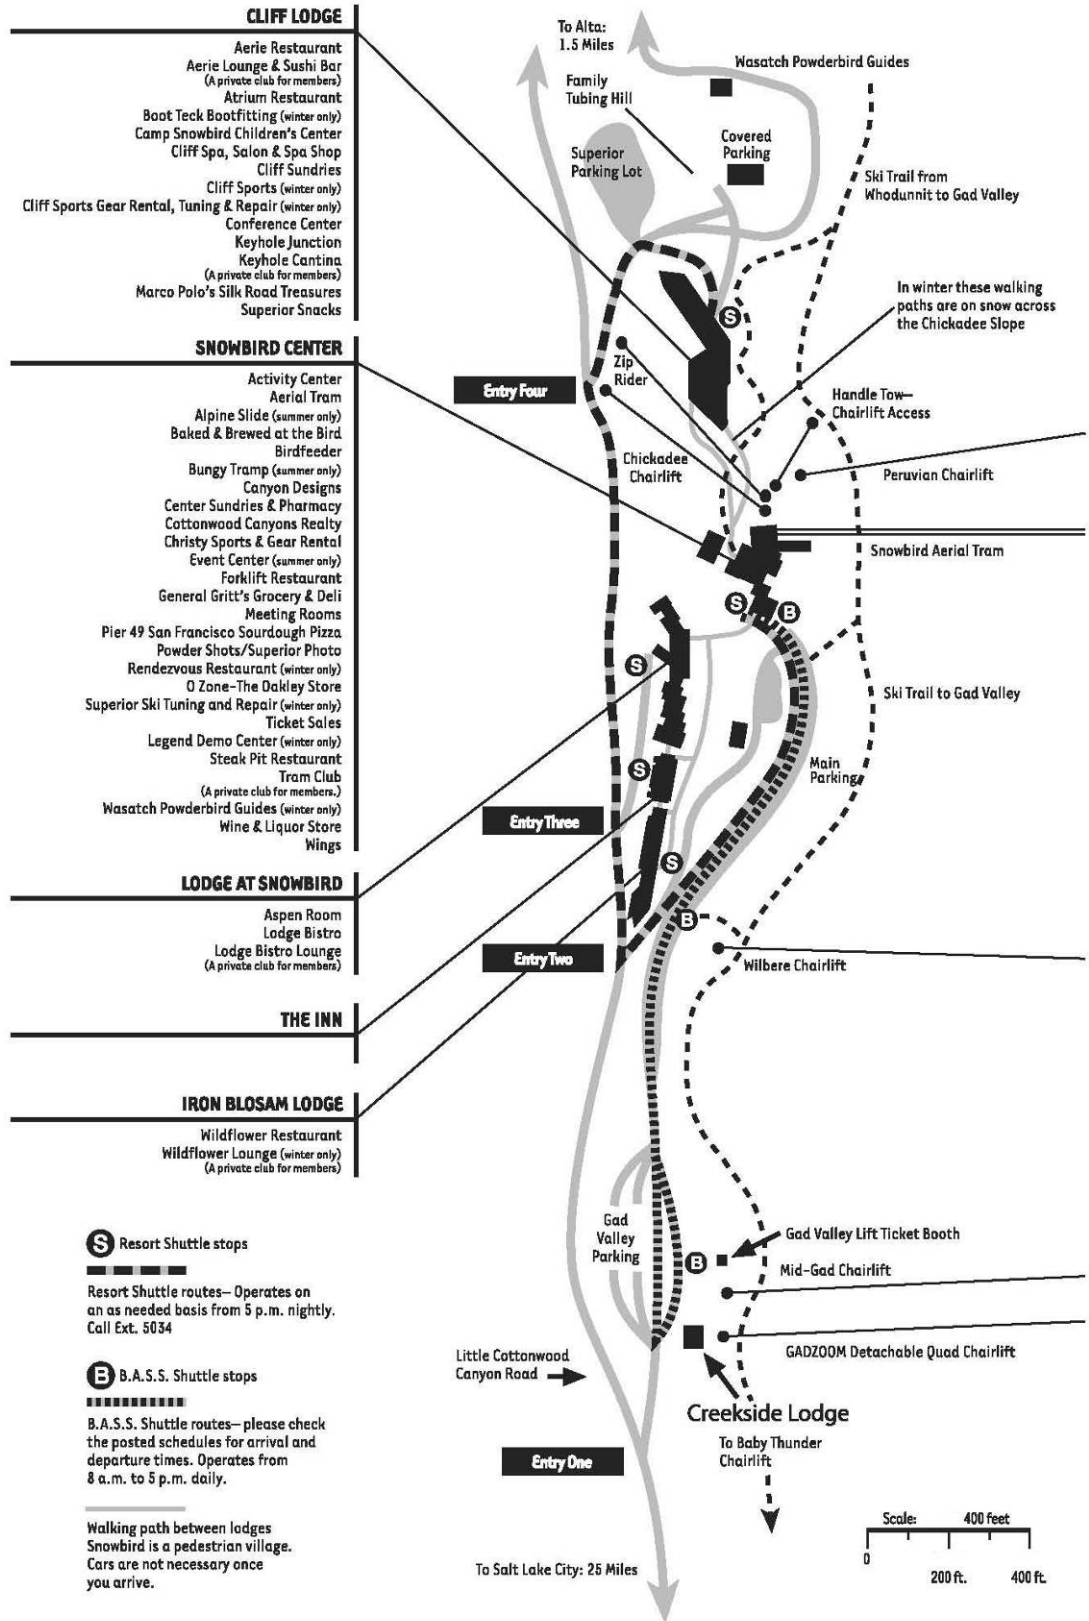 CLIFF LODGE
Aerie Restaurant
Aerie Lounge & Sushi Bar
(A private club for members)
Atrium Restaurant
Boot Teck Bootfitting (winter only)
Camp Snowbird Children's Center
Cliff Spa, Salon & Spa Shop
Cliff Sundries
Cliff Sports (winter only)
Cliff Sports Gear Rental, Tuning & Repair (winter only)
Conference Center
Keyhole Junction
Keyhole Cantina
(A private club for members)
Marco Polo's Silk Road Treasures
Superior Snacks
SNOWBIRD CENTER
Activity Center
Aerial Tram
Alpine Slide (summer only)
Baked & Brewed at the Bird
Birdfeeder
Bungy Tramp (summer only)
Canyon Designs
Center Sundries & Pharmacy
Cottonwood Canyons Realty
Christy Sports & Gear Rental
Event Center (summer only)
Forklift Restaurant
General Gritt's Grocery & Deli
Meeting Rooms
Pier 49 San Francisco Sourdough Pizza
Powder Shots/Superior Photo
Rendezvous Restaurant (winter only)
O Zone–The Oakley Store
Superior Ski Tuning and Repair (winter only)
Ticket Sales
Legend Demo Center (winter only)
Steak Pit Restaurant
Tram Club
(A private club for members.)
Wasatch Powderbird Guides (winter only)
Wine & Liquor Store
Wings
LODGE AT SNOWBIRD
Aspen Room
Lodge Bistro
Lodge Bistro Lounge
(A private club for members)
THE INN
IRON BLOSAM LODGE
Wildflower Restaurant
Wildflower Lounge (winter only)
(A private club for members)
S Resort Shuttle stops
Resort Shuttle routes– Operates on
an as needed basis from 5 p.m. nightly.
Call Ext. 5034
B B.A.S.S. Shuttle stops
B.A.S.S. Shuttle routes– please check
the posted schedules for arrival and
departure times. Operates from
8 a.m. to 5 p.m. daily.
Walking path between lodges
Snowbird is a pedestrian village.
Cars are not necessary once
you arrive.
To Alta:
1.5 Miles
Wasatch Powderbird Guides
Family
Tubing Hill
Covered
Parking
Superior
Parking Lot
Ski Trail from
Whodunnit to Gad Valley
In winter these walking
paths are on snow across
the Chickadee Slope
S
Zip
Rider
Entry Four
Handle Tow–
Chairlift Access
Chickadee
Chairlift
Peruvian Chairlift
Snowbird Aerial Tram
S
B
S
Ski Trail to Gad Valley
Main
Parking
S
Entry Three
S
B
Entry Two
Wilbere Chairlift
Gad
Valley
Parking
Gad Valley Lift Ticket Booth
B
Mid-Gad Chairlift
GADZOOM Detachable Quad Chairlift
Little Cottonwood
Canyon Road
Creekside Lodge
To Baby Thunder
Chairlift
Entry One
Scale: 400 feet
0
200 ft. 400 ft.
To Salt Lake City: 25 Miles